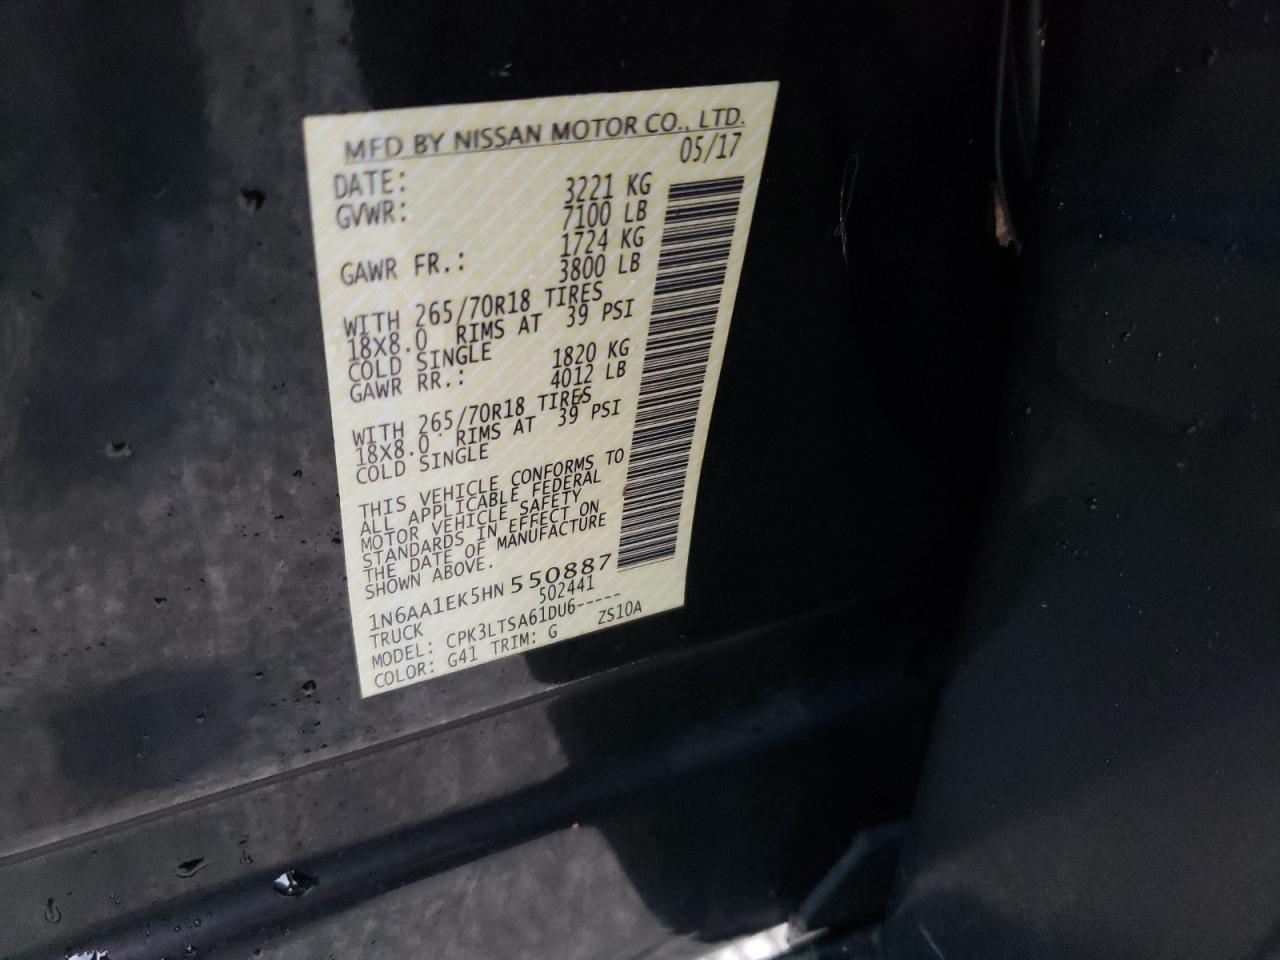 MFD BY NISSAN MOTOR CO., LTD.
DATE: 05/17
GVWR: 3221 KG
7100 LB
GAWR FR.: 1724 KG
3800 LB
WITH 265/70R18 TIRES
18X8.0 RIMS AT 39 PSI
COLD SINGLE
GAWR RR.: 1820 KG
4012 LB
WITH 265/70R18 TIRES
18X8.0 RIMS AT 39 PSI
COLD SINGLE
THIS VEHICLE CONFORMS TO
ALL APPLICABLE FEDERAL
MOTOR VEHICLE SAFETY
STANDARDS IN EFFECT ON
THE DATE OF MANUFACTURE
SHOWN ABOVE.
1N6AA1EK5HN550887
TRUCK 502441
MODEL: CPK3LTSA61DU6-----
COLOR: G41 TRIM: G ZS10A